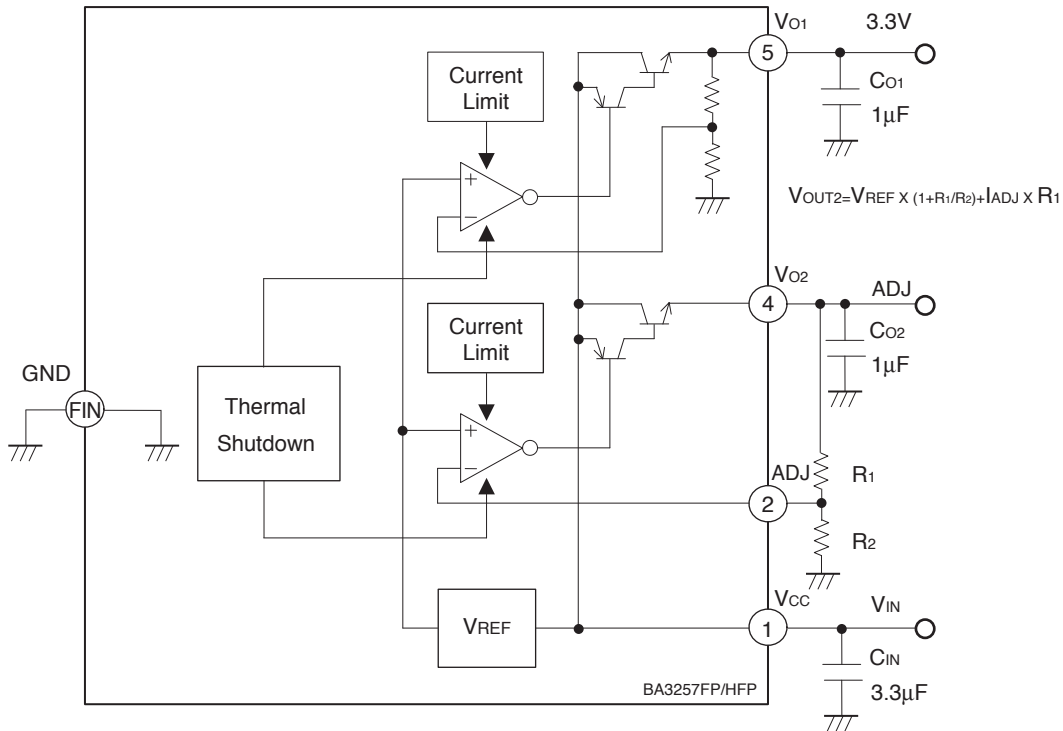 VO1
3.3V
5
Current
Limit
CO1
1μF
+
−
VOUT2=VREF X (1+R1/R2)+IADJ X R1
VO2
4
ADJ
Current
Limit
CO2
1μF
GND
FIN
Thermal
Shutdown
+
−
ADJ
2
R1
R2
VCC
VIN
VREF
1
CIN
3.3μF
BA3257FP/HFP